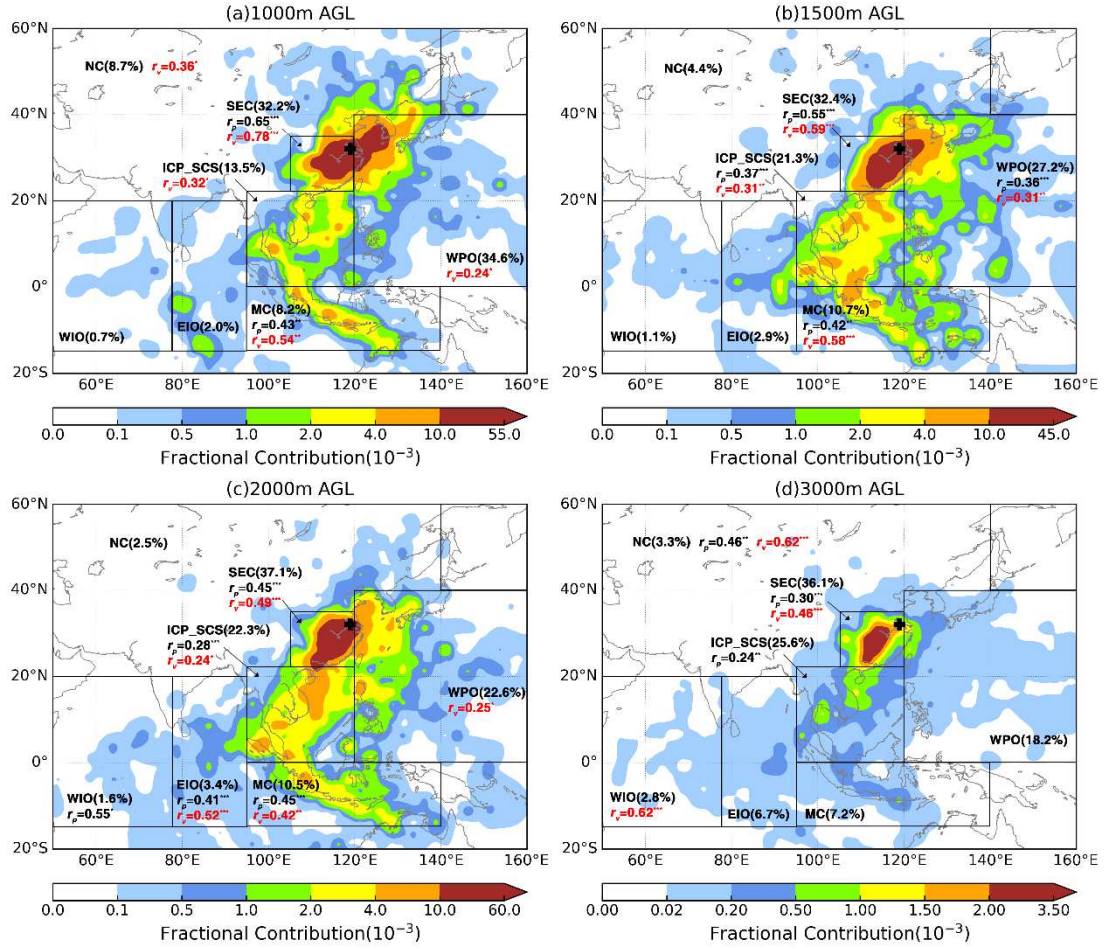 (a)1000m AGL
60°N
NC(8.7%) r_v=0.36*
SEC(32.2%)
r_p=0.65***
r_v=0.78***
40°N
ICP_SCS(13.5%)
r_v=0.32*
20°N
WPO(34.6%)
r_v=0.24*
0°
MC(8.2%)
r_p=0.43**
r_v=0.54**
EIO(2.0%)
WIO(0.7%)
20°S
60°E 80°E 100°E 120°E 140°E 160°E
0.0 0.1 0.5 1.0 2.0 4.0 10.0 55.0
Fractional Contribution(10⁻³)
(b)1500m AGL
60°N
NC(4.4%)
SEC(32.4%)
r_p=0.55***
r_v=0.59***
40°N
ICP_SCS(21.3%)
r_p=0.37***
r_v=0.31**
WPO(27.2%)
r_p=0.36***
r_v=0.31**
20°N
0°
MC(10.7%)
r_p=0.42**
r_v=0.58***
EIO(2.9%)
WIO(1.1%)
20°S
60°E 80°E 100°E 120°E 140°E 160°E
0.0 0.1 0.5 1.0 2.0 4.0 10.0 45.0
Fractional Contribution(10⁻³)
(c)2000m AGL
60°N
NC(2.5%)
SEC(37.1%)
r_p=0.45***
r_v=0.49***
40°N
ICP_SCS(22.3%)
r_p=0.28***
r_v=0.24*
20°N
WPO(22.6%)
r_v=0.25*
0°
WIO(1.6%)
r_p=0.55*
EIO(3.4%)
r_p=0.41***
r_v=0.52***
MC(10.5%)
r_p=0.45***
r_v=0.42**
20°S
60°E 80°E 100°E 120°E 140°E 160°E
0.0 0.1 0.5 1.0 2.0 4.0 10.0 60.0
Fractional Contribution(10⁻³)
(d)3000m AGL
60°N
NC(3.3%) r_p=0.46** r_v=0.62***
SEC(36.1%)
r_p=0.30***
r_v=0.46***
40°N
ICP_SCS(25.6%)
r_p=0.24**
20°N
WPO(18.2%)
0°
WIO(2.8%)
r_v=0.62***
EIO(6.7%)
MC(7.2%)
20°S
60°E 80°E 100°E 120°E 140°E 160°E
0.00 0.02 0.20 0.50 1.00 1.50 2.00 3.50
Fractional Contribution(10⁻³)